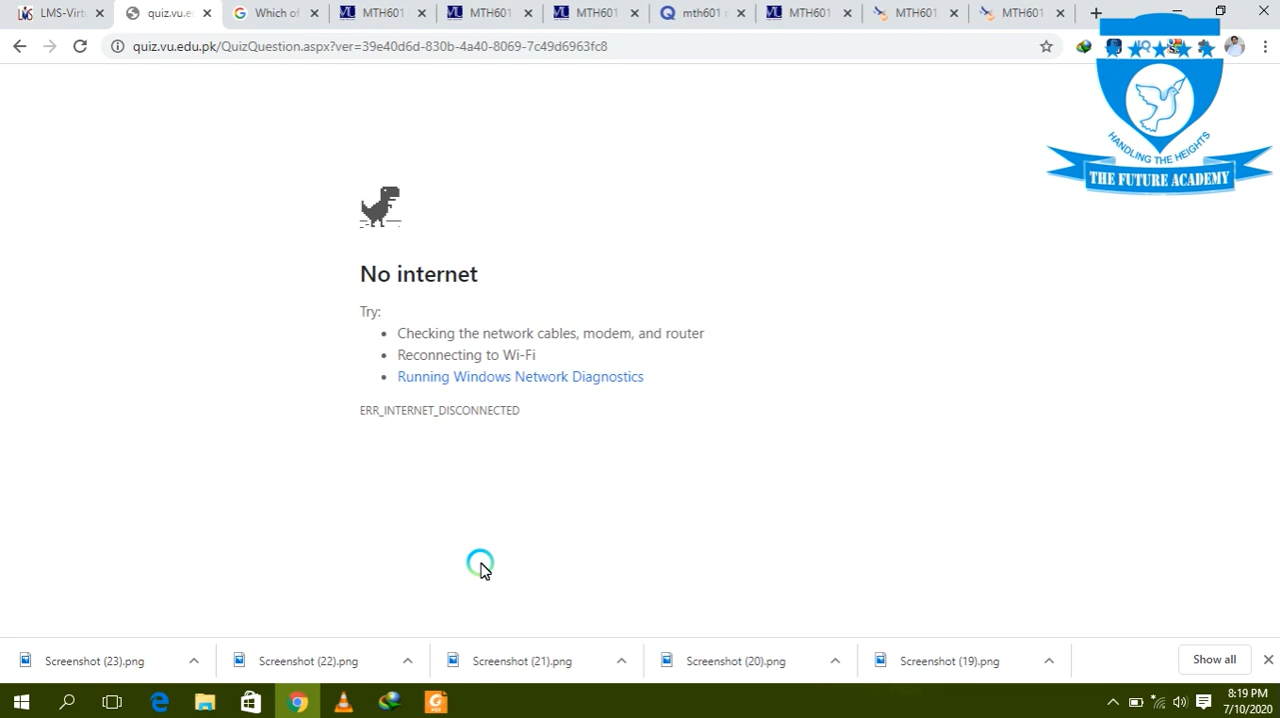 LMS-Virtu
quiz.vu.e
Which of
MTH601
MTH601
MTH601
mth601
MTH601
MTH601
MTH601
quiz.vu.edu.pk/QuizQuestion.aspx?ver=39e40d6d-830b-4a40-8069-7c49d6963fc8
HANDLING THE HEIGHTS
THE FUTURE ACADEMY
No internet
Try:
• Checking the network cables, modem, and router
• Reconnecting to Wi-Fi
• Running Windows Network Diagnostics
ERR_INTERNET_DISCONNECTED
Screenshot (23).png
Screenshot (22).png
Screenshot (21).png
Screenshot (20).png
Screenshot (19).png
Show all
8:19 PM
7/10/2020